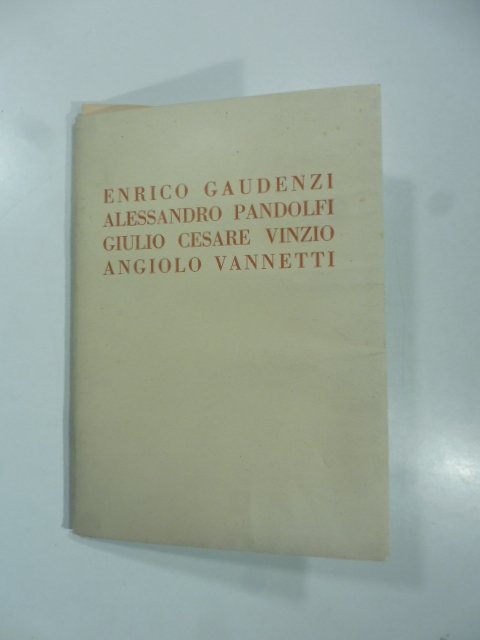 ENRICO GAUDENZI
ALESSANDRO PANDOLFI
GIULIO CESARE VINZIO
ANGIOLO VANNETTI